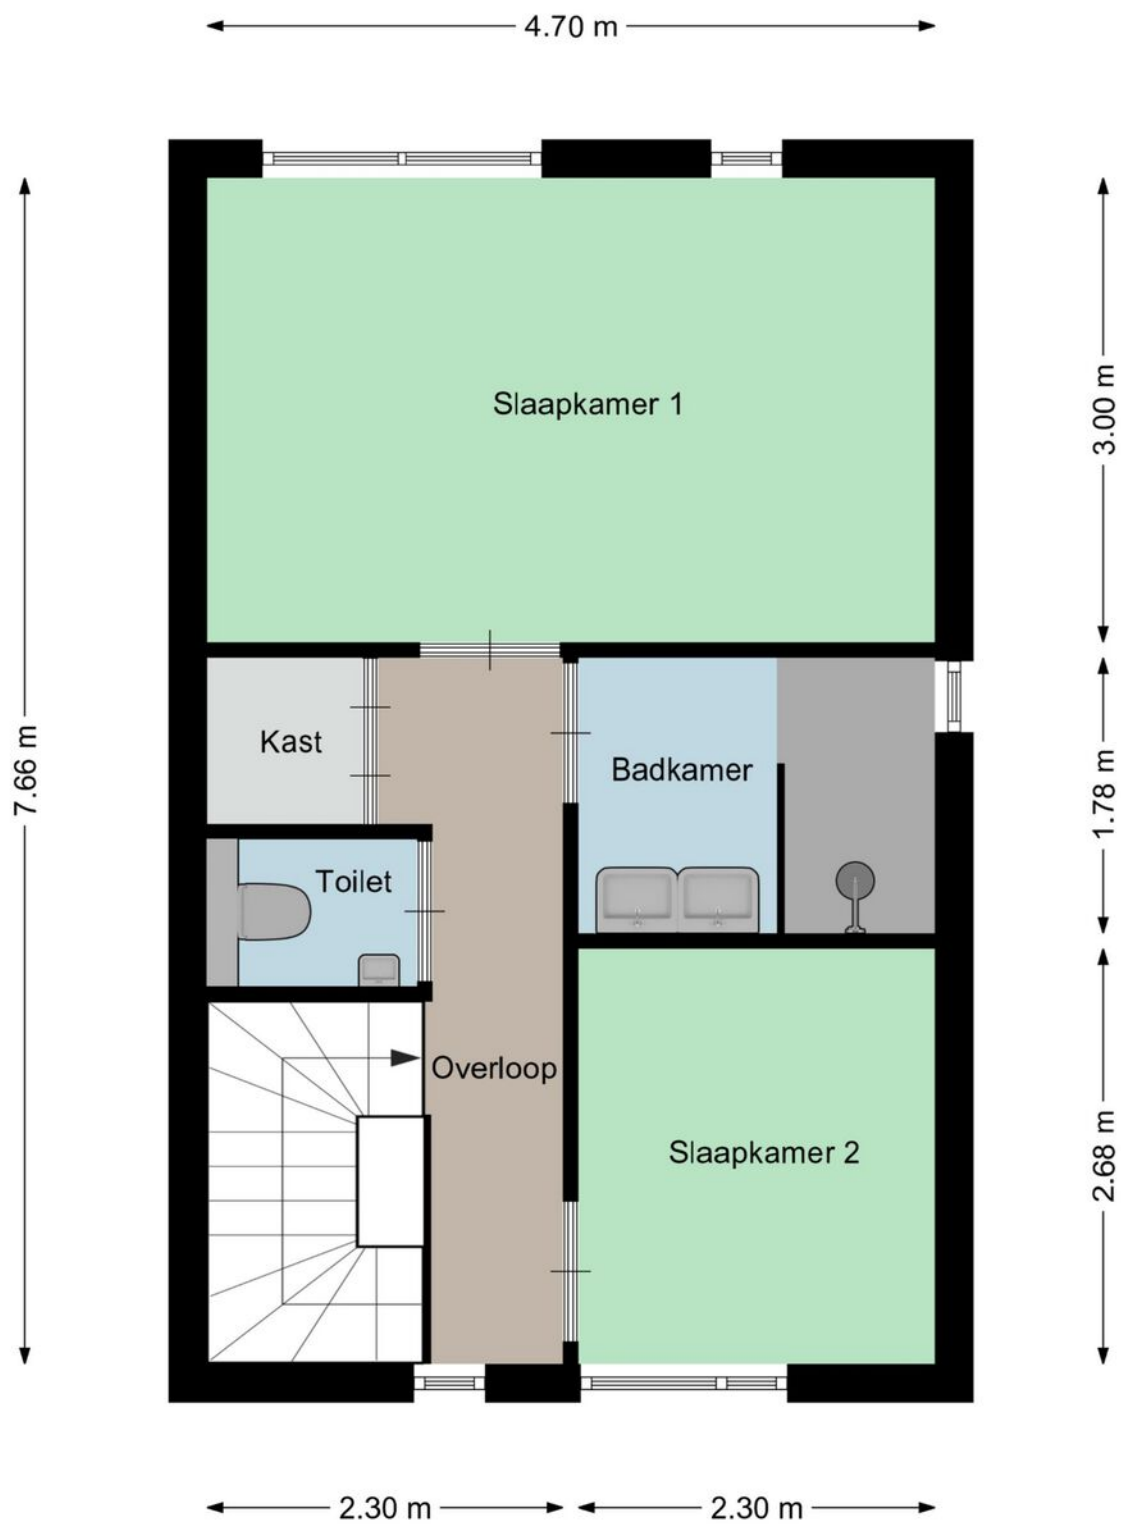 4.70 m
Slaapkamer 1
3.00 m
7.66 m
Kast
Badkamer
1.78 m
Toilet
Overloop
Slaapkamer 2
2.68 m
2.30 m
2.30 m